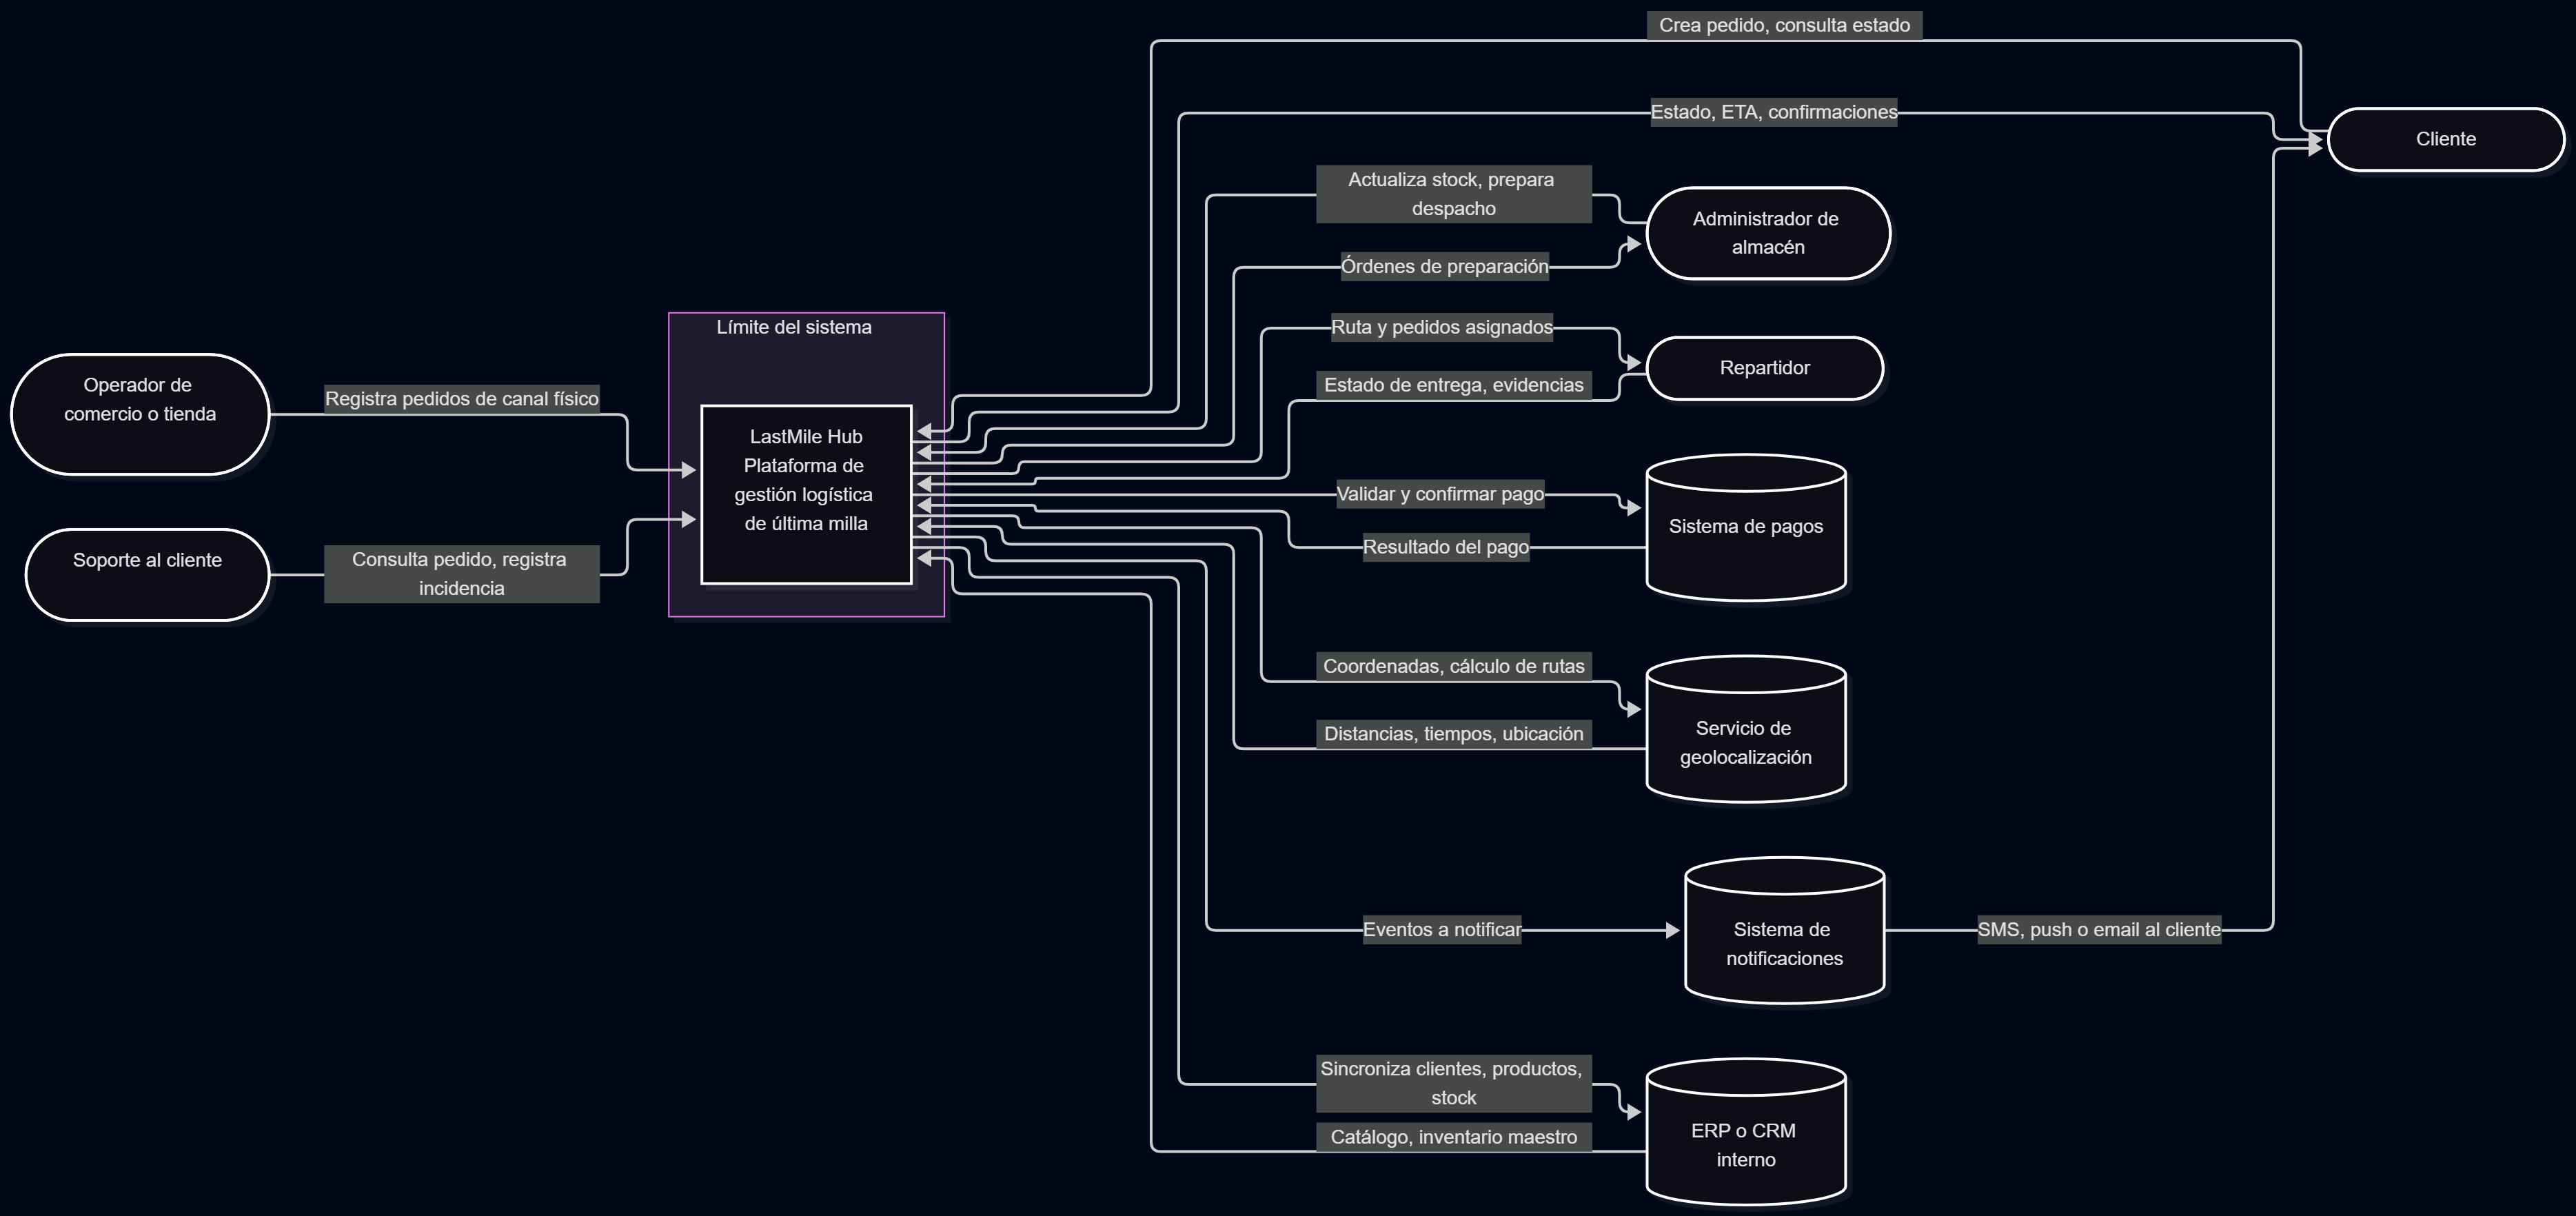 Crea pedido, consulta estado
Estado, ETA, confirmaciones
Cliente
Actualiza stock, prepara
despacho
Administrador de
almacén
Órdenes de preparación
Límite del sistema
Ruta y pedidos asignados
Repartidor
Estado de entrega, evidencias
Operador de
comercio o tienda
Registra pedidos de canal físico
LastMile Hub
Plataforma de
gestión logística
de última milla
Validar y confirmar pago
Sistema de pagos
Resultado del pago
Soporte al cliente
Consulta pedido, registra
incidencia
Coordenadas, cálculo de rutas
Servicio de
geolocalización
Distancias, tiempos, ubicación
Eventos a notificar
Sistema de
notificaciones
SMS, push o email al cliente
Sincroniza clientes, productos,
stock
ERP o CRM
interno
Catálogo, inventario maestro